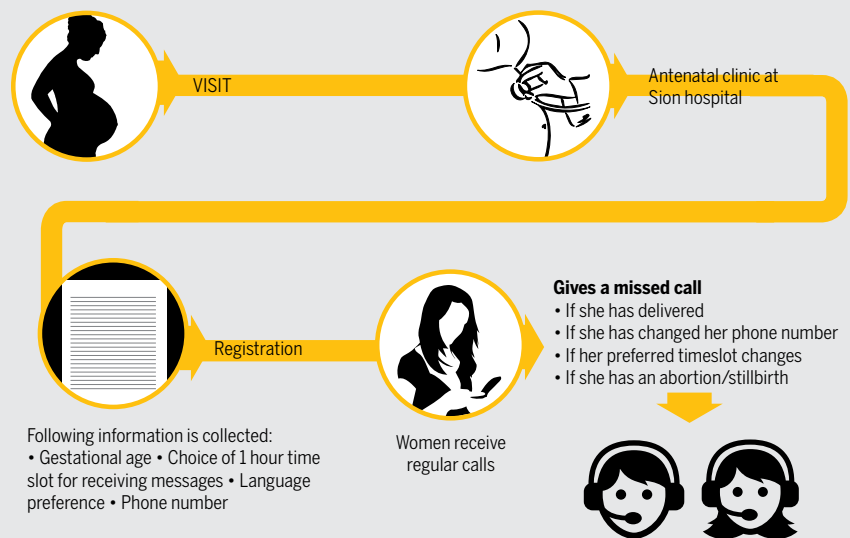 VISIT
Antenatal clinic at
Sion hospital
Registration
Following information is collected:
• Gestational age • Choice of 1 hour time
slot for receiving messages • Language
preference • Phone number
Women receive
regular calls
Gives a missed call
• If she has delivered
• If she has changed her phone number
• If her preferred timeslot changes
• If she has an abortion/stillbirth